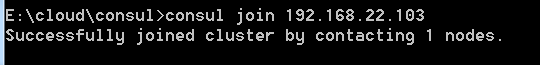 E:\cloud\consul>consul join 192.168.22.103
Successfully joined cluster by contacting 1 nodes.